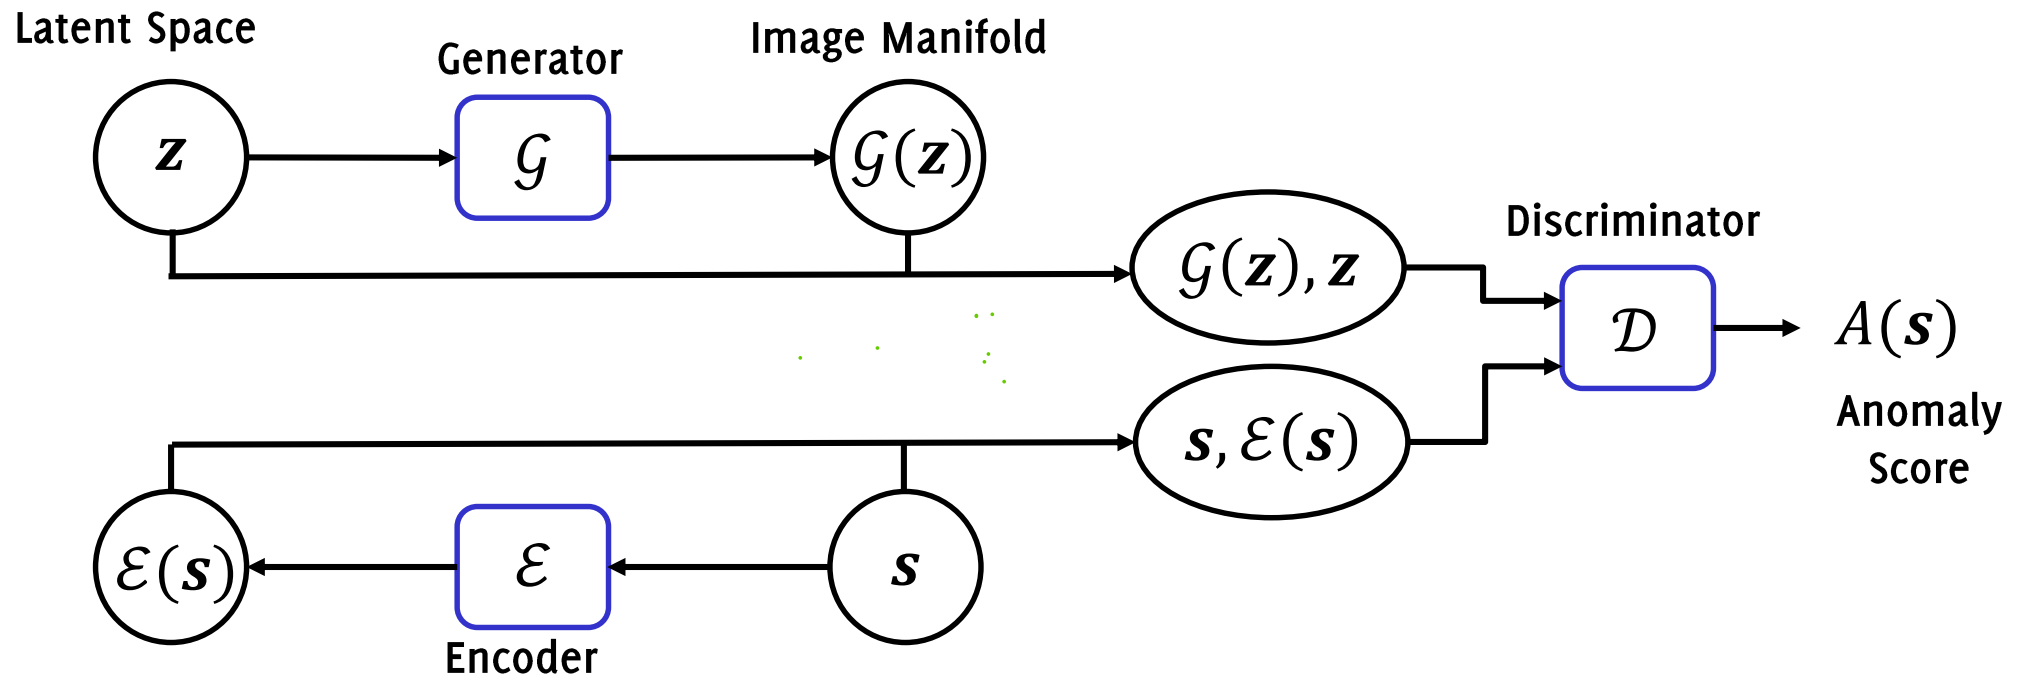 Latent Space
Generator
Image Manifold
z
𝒢
𝒢(z)
𝒢(z), z
Discriminator
𝒟
A(s)
Anomaly
Score
s, ℰ(s)
ℰ(s)
ℰ
s
Encoder